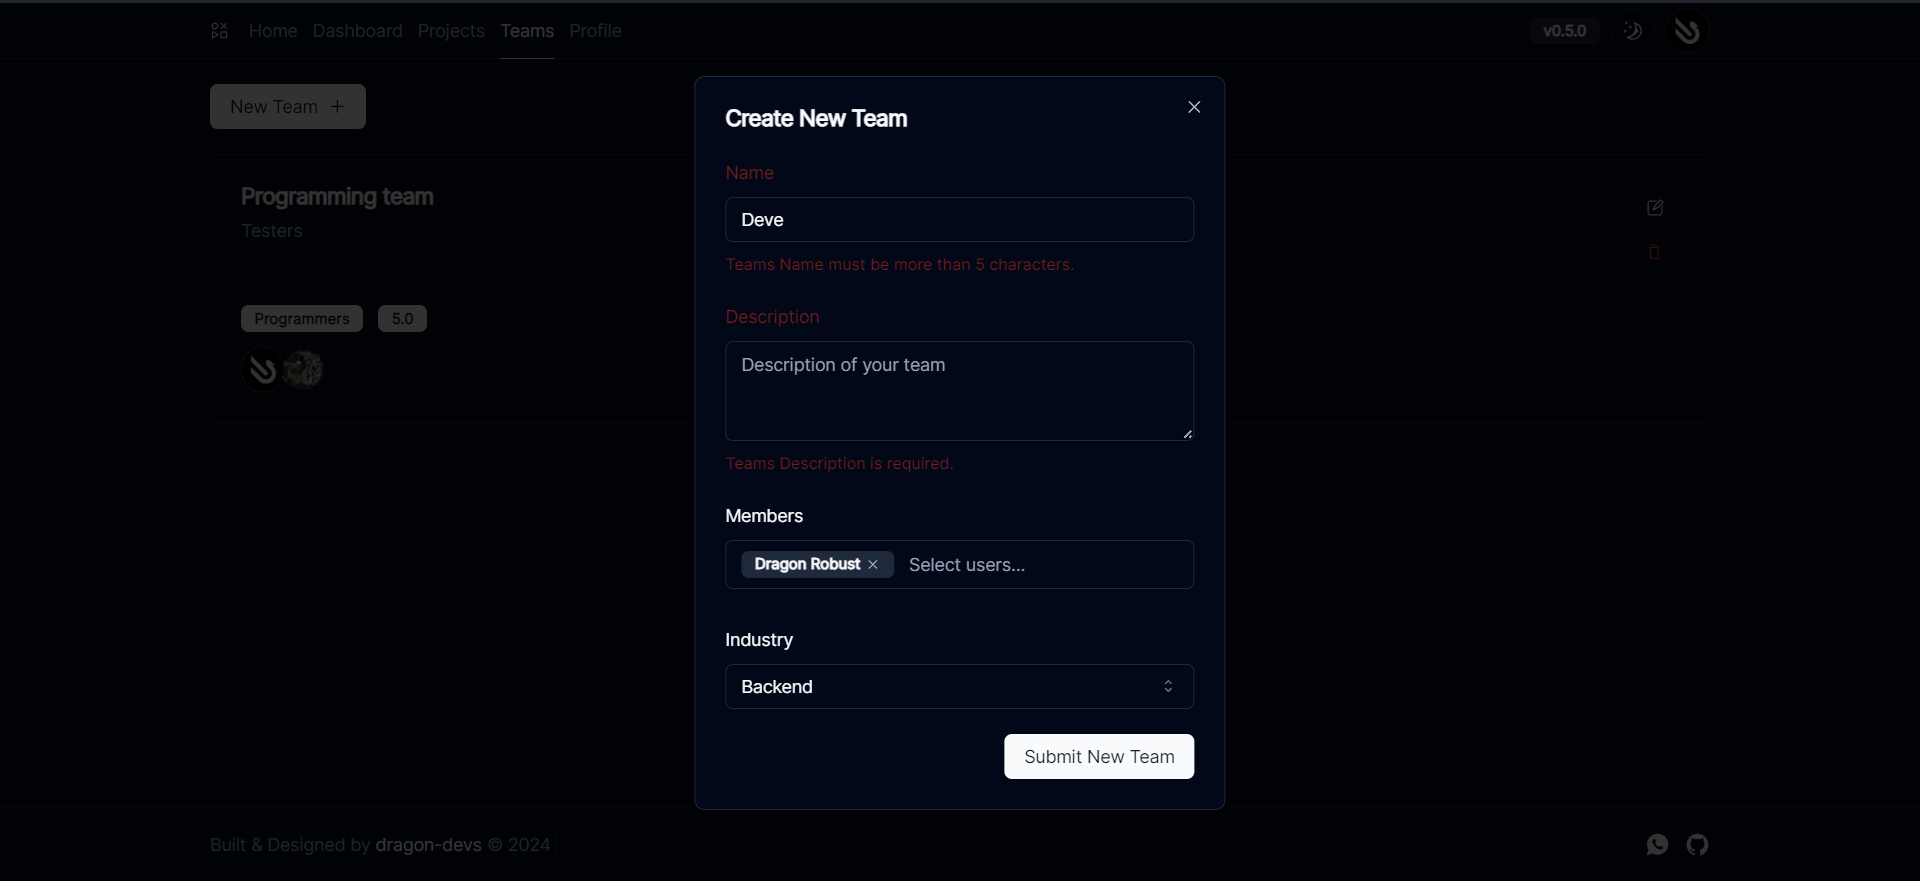 Home Dashboard Projects Teams Profile v0.5.0
New Team
Programming team
Testers
Programmers 5.0
Create New Team
Name
Deve
Teams Name must be more than 5 characters.
Description
Description of your team
Teams Description is required.
Members
Dragon Robust Select users...
Industry
Backend
Submit New Team
Built & Designed by dragon-devs © 2024